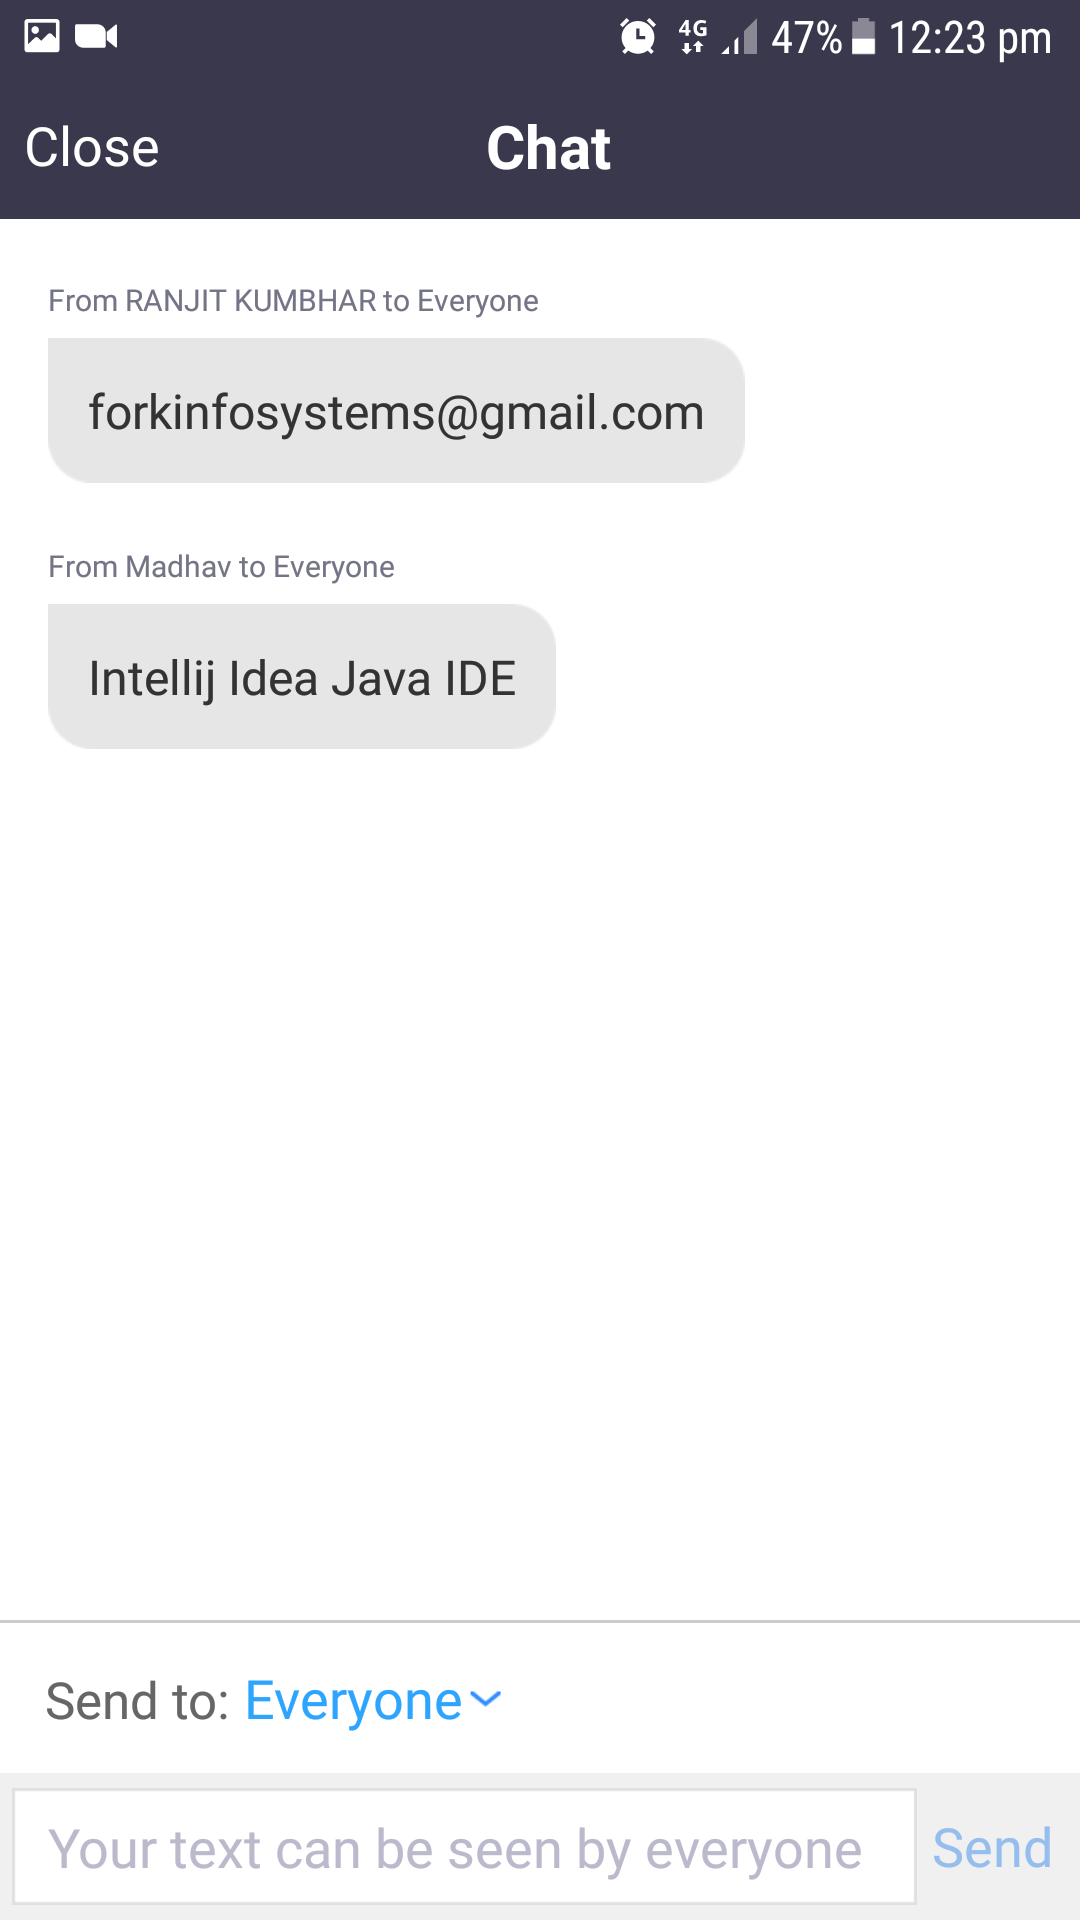 4G 47% 12:23 pm
Close Chat
From RANJIT KUMBHAR to Everyone
forkinfosystems@gmail.com
From Madhav to Everyone
Intellij Idea Java IDE
Send to: Everyone
Your text can be seen by everyone Send